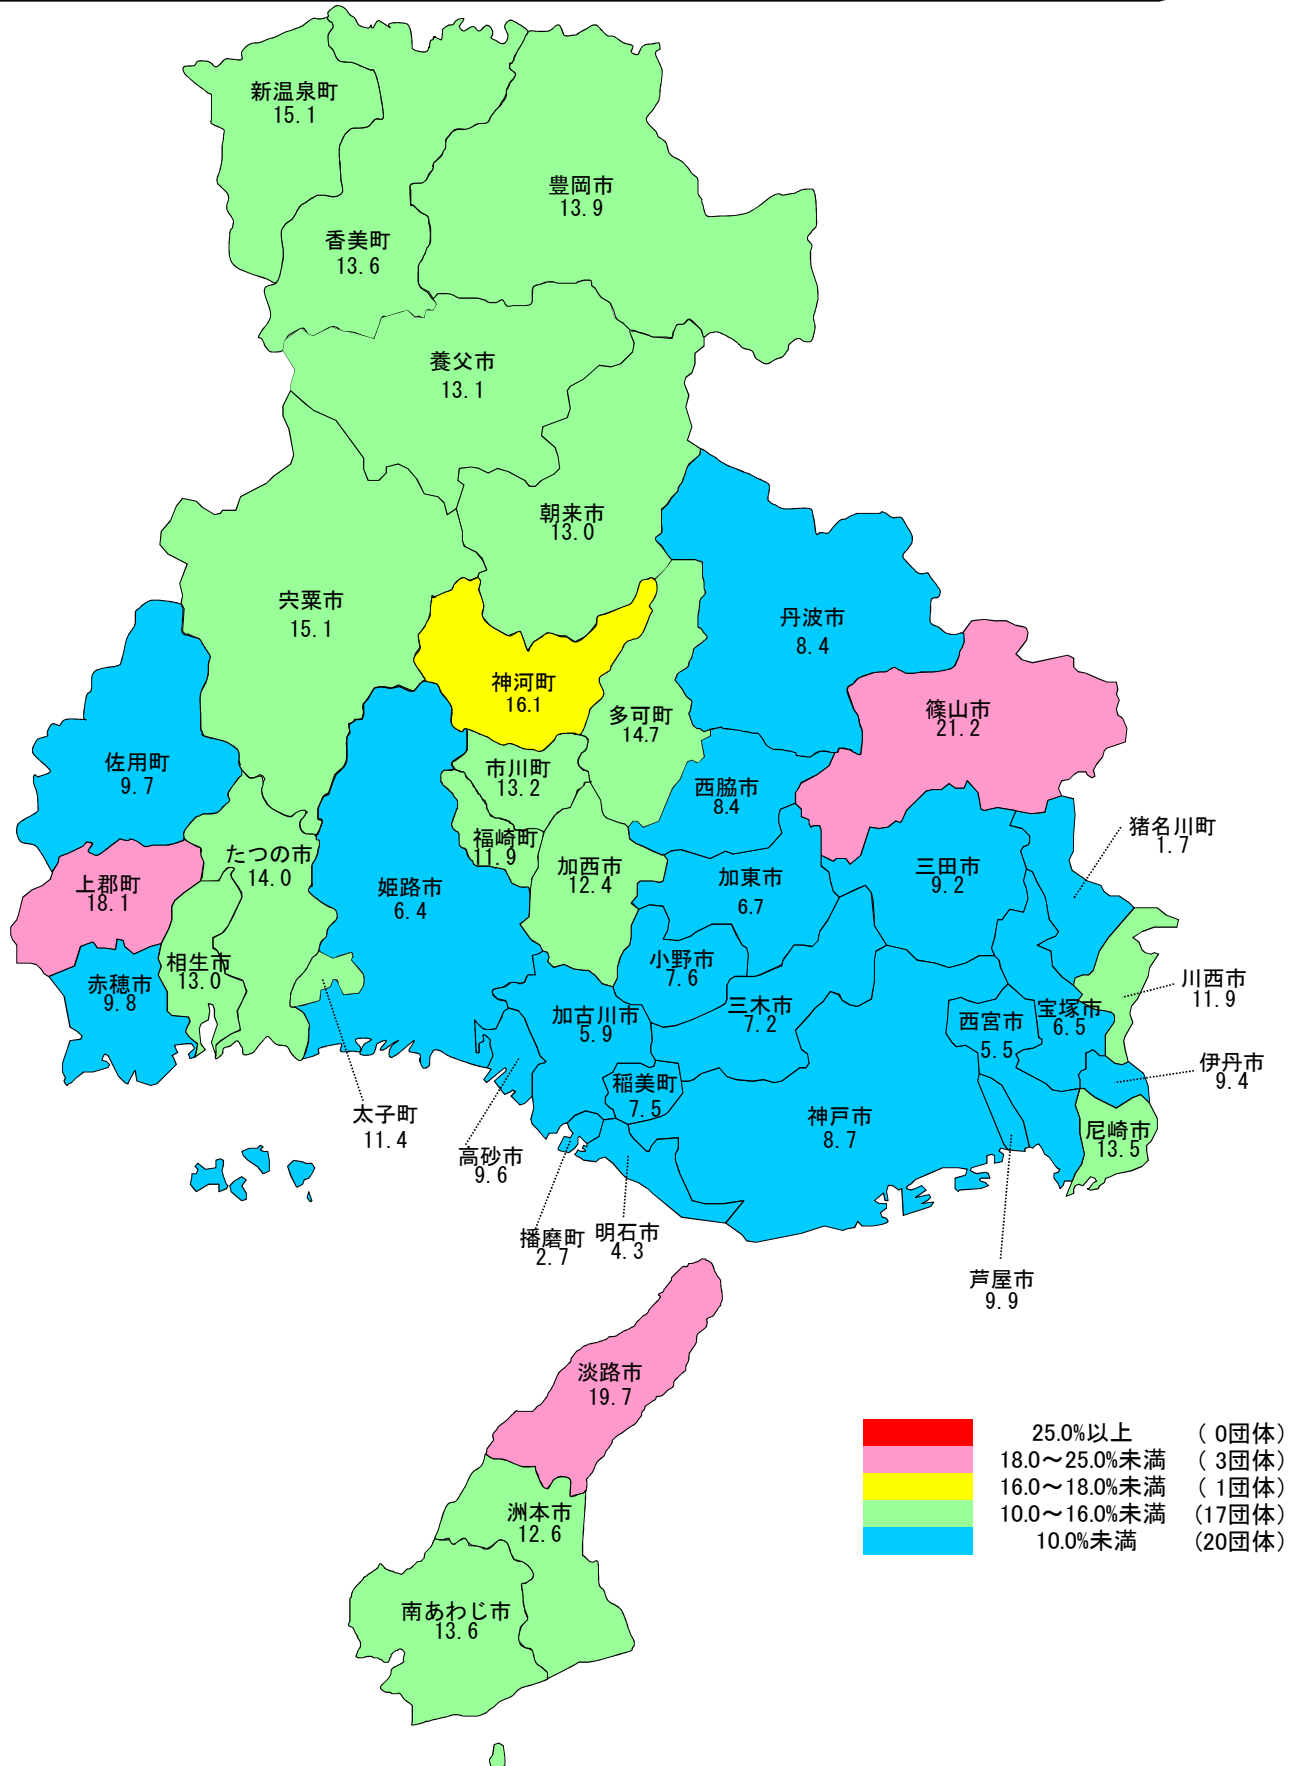 新温泉町
15.1
豊岡市
13.9
香美町
13.6
養父市
13.1
朝来市
13.0
宍粟市
15.1
丹波市
8.4
神河町
16.1
多可町
14.7
篠山市
21.2
佐用町
9.7
市川町
13.2
西脇市
8.4
福崎町
11.9
猪名川町
1.7
たつの市
14.0
加西市
12.4
三田市
9.2
上郡町
18.1
姫路市
6.4
加東市
6.7
相生市
13.0
小野市
7.6
赤穂市
9.8
川西市
11.9
三木市
7.2
宝塚市
6.5
加古川市
5.9
西宮市
5.5
伊丹市
9.4
稲美町
7.5
太子町
11.4
神戸市
8.7
尼崎市
13.5
高砂市
9.6
播磨町
2.7
明石市
4.3
芦屋市
9.9
淡路市
19.7
洲本市
12.6
南あわじ市
13.6
25.0%以上 （ 0団体）
18.0～25.0%未満 （ 3団体）
16.0～18.0%未満 （ 1団体）
10.0～16.0%未満 （17団体）
10.0%未満 （20団体）